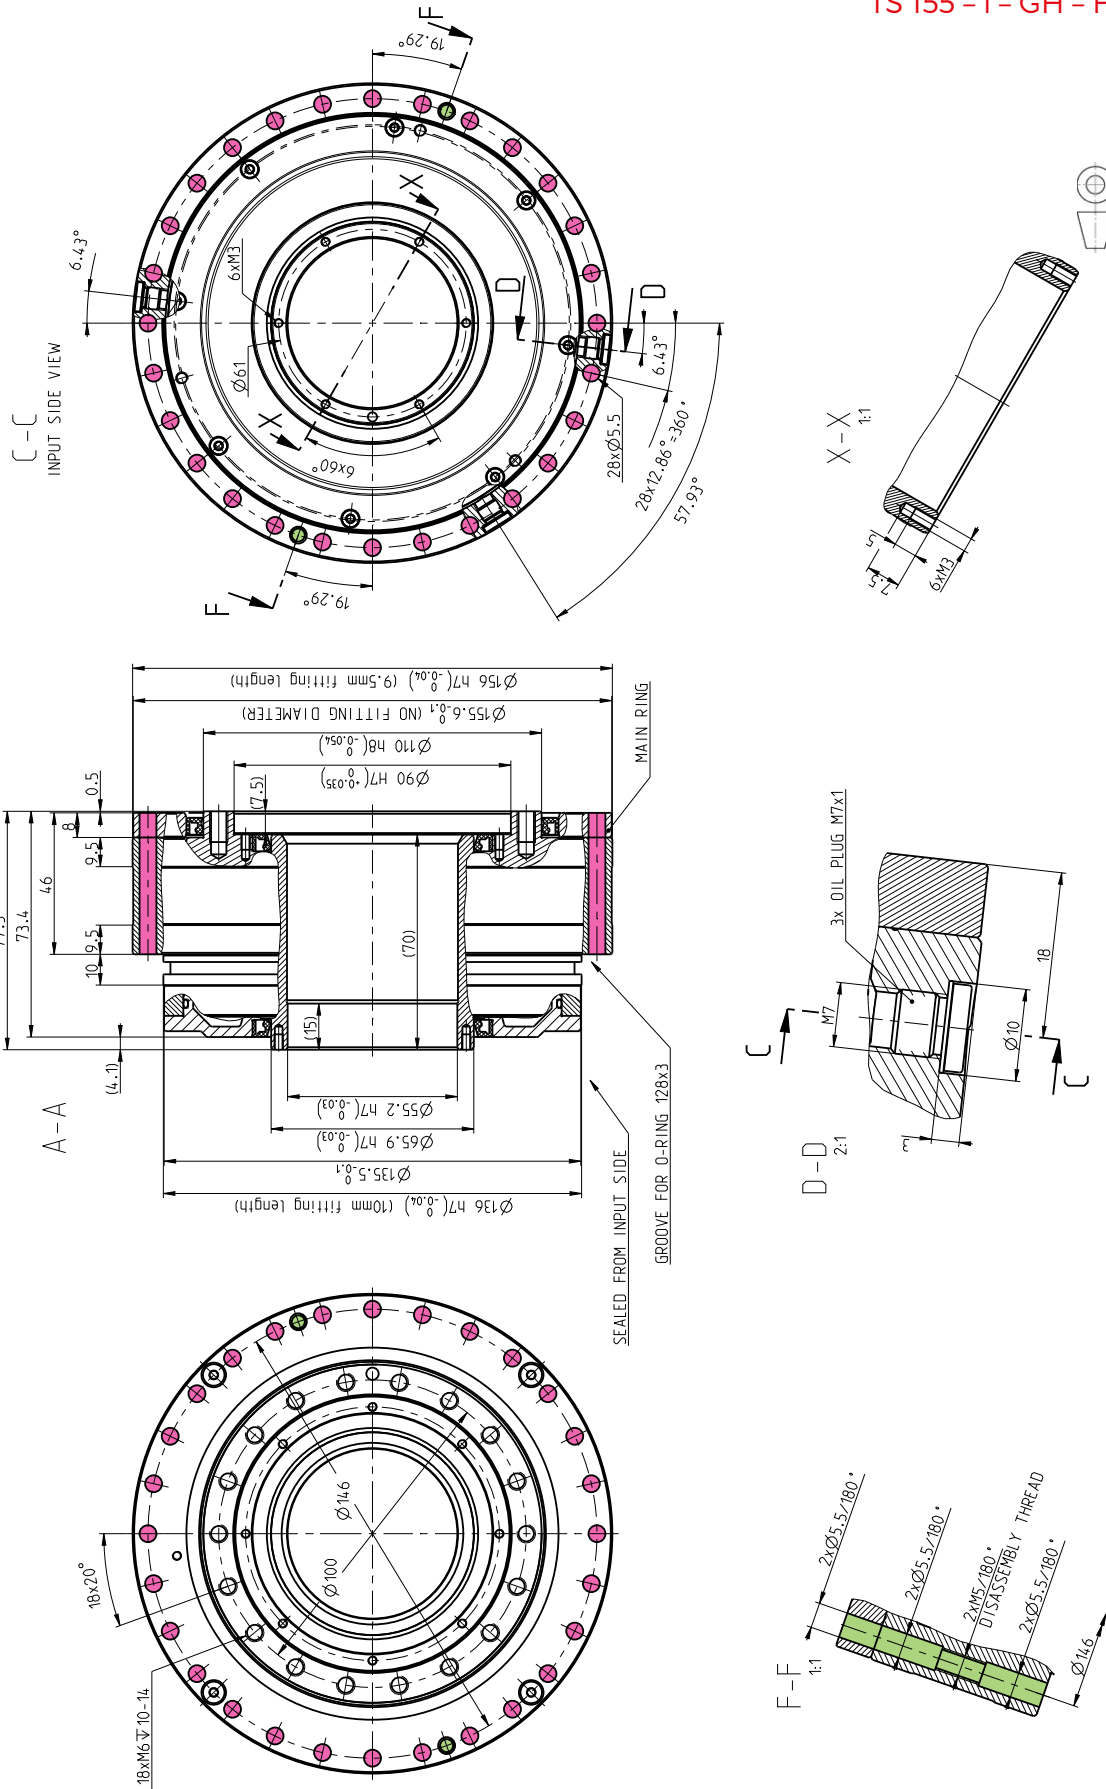 TS 155 – T – GH – H
C-C
INPUT SIDE VIEW
F
19.29°
6.43°
6xM3
Ø61
X
X
D
D
6x60°
F
19.29°
6.43°
28xØ5.5
28x12.86°=360°
57.93°
X-X
1:1
5
7.5
6xM3
A-A
73.4
46
(4.1)
10
9.5
9.5
8
0.5
Ø156 h7(0/-0.04) (9.5mm fitting length)
Ø155.6 0/-0.1 (NO FITTING DIAMETER)
Ø110 h8(0/-0.054)
Ø90 H7(+0.035/0)
(7.5)
(70)
(15)
Ø55.2 h7(0/-0.03)
Ø65.9 h7(0/-0.03)
Ø135.5 0/-0.1
Ø136 h7(0/-0.04) (10mm fitting length)
MAIN RING
GROOVE FOR O-RING 128x3
SEALED FROM INPUT SIDE
D-D
2:1
3x OIL PLUG M7x1
M7
Ø10
18
3
C
C
18x20°
18xM6↧10-14
Ø146
Ø100
F-F
1:1
2xØ5.5/180°
2xØ5.5/180°
2xM5/180°
DISASSEMBLY THREAD
2xØ5.5/180°
Ø146